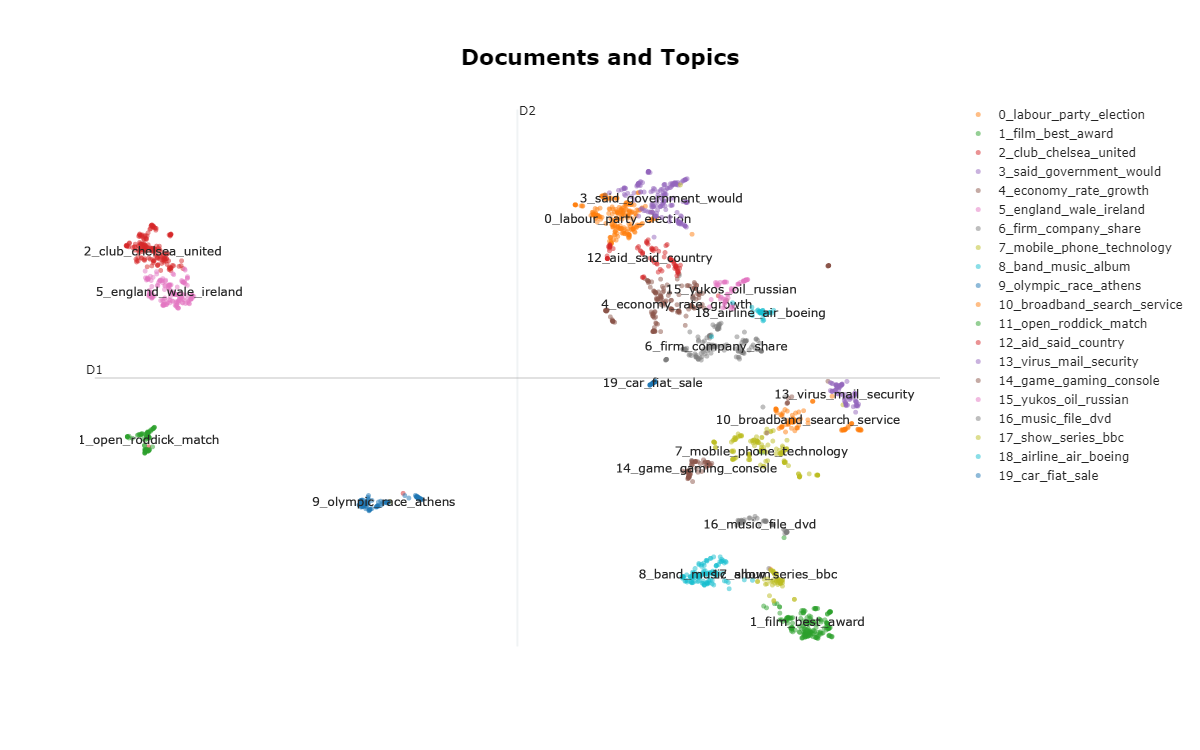 Documents and Topics
D2
0_labour_party_election
1_film_best_award
2_club_chelsea_united
3_said_government_would
4_economy_rate_growth
5_england_wale_ireland
6_firm_company_share
7_mobile_phone_technology
8_band_music_album
9_olympic_race_athens
10_broadband_search_service
11_open_roddick_match
12_aid_said_country
13_virus_mail_security
14_game_gaming_console
15_yukos_oil_russian
16_music_file_dvd
17_show_series_bbc
18_airline_air_boeing
19_car_fiat_sale
3_said_government_would
0_labour_party_election
2_club_chelsea_united
12_aid_said_country
5_england_wale_ireland
15_yukos_oil_russian
4_economy_rate_growth
18_airline_air_boeing
6_firm_company_share
D1
19_car_fiat_sale
13_virus_mail_security
10_broadband_search_service
1_open_roddick_match
7_mobile_phone_technology
14_game_gaming_console
9_olympic_race_athens
16_music_file_dvd
8_band_music_album
17_show_series_bbc
1_film_best_award